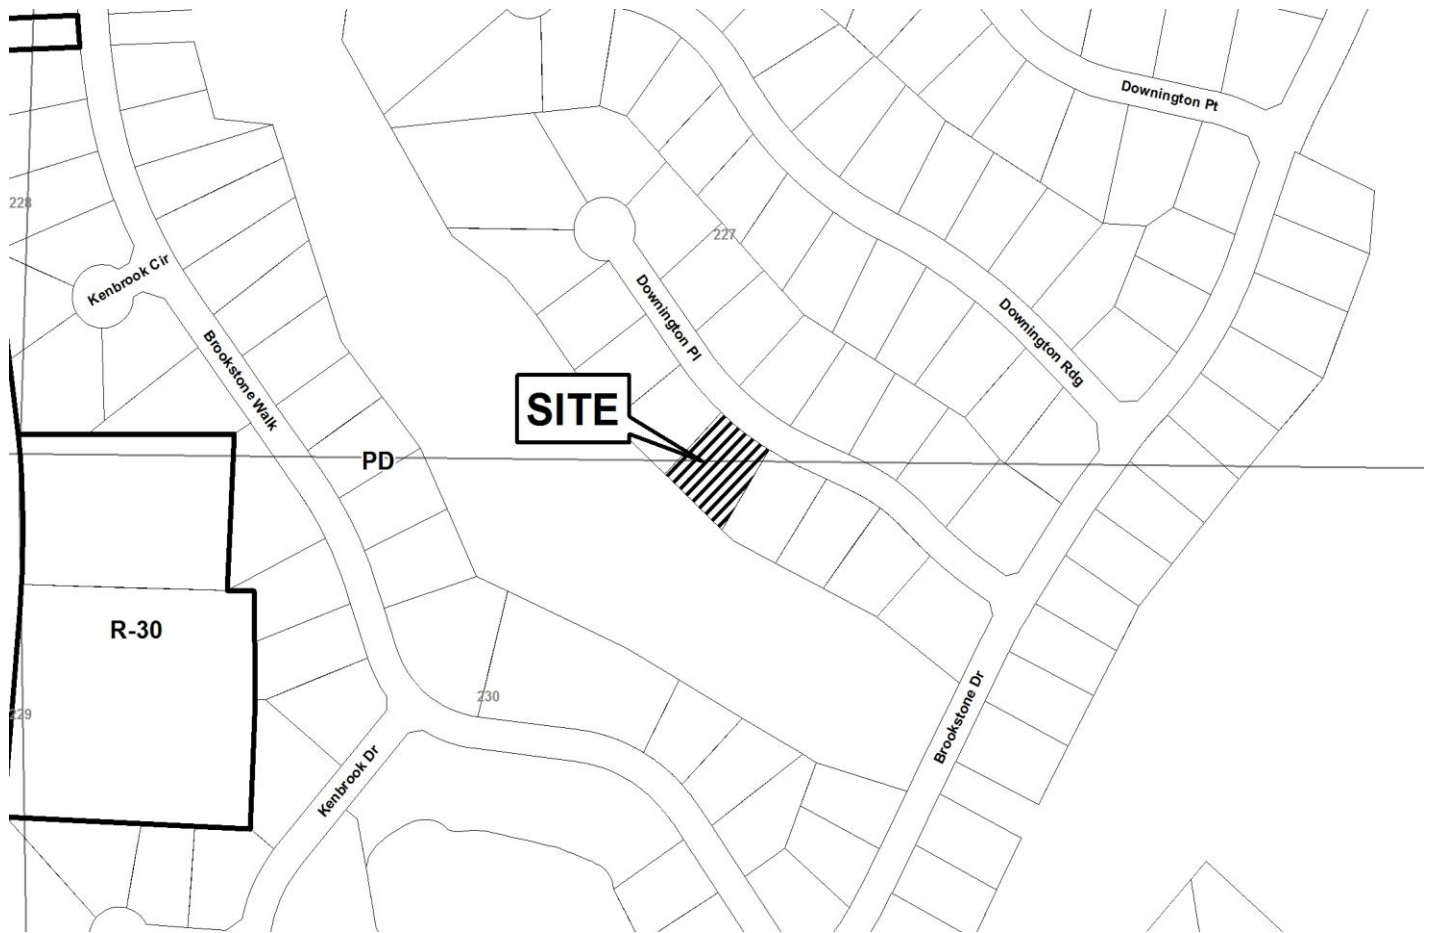 Downington Pt
228
227
Kenbrook Cir
Downington Pl
Downington Rdg
Brookstone Walk
SITE
PD
R-30
230
229
Brookstone Dr
Kenbrook Dr